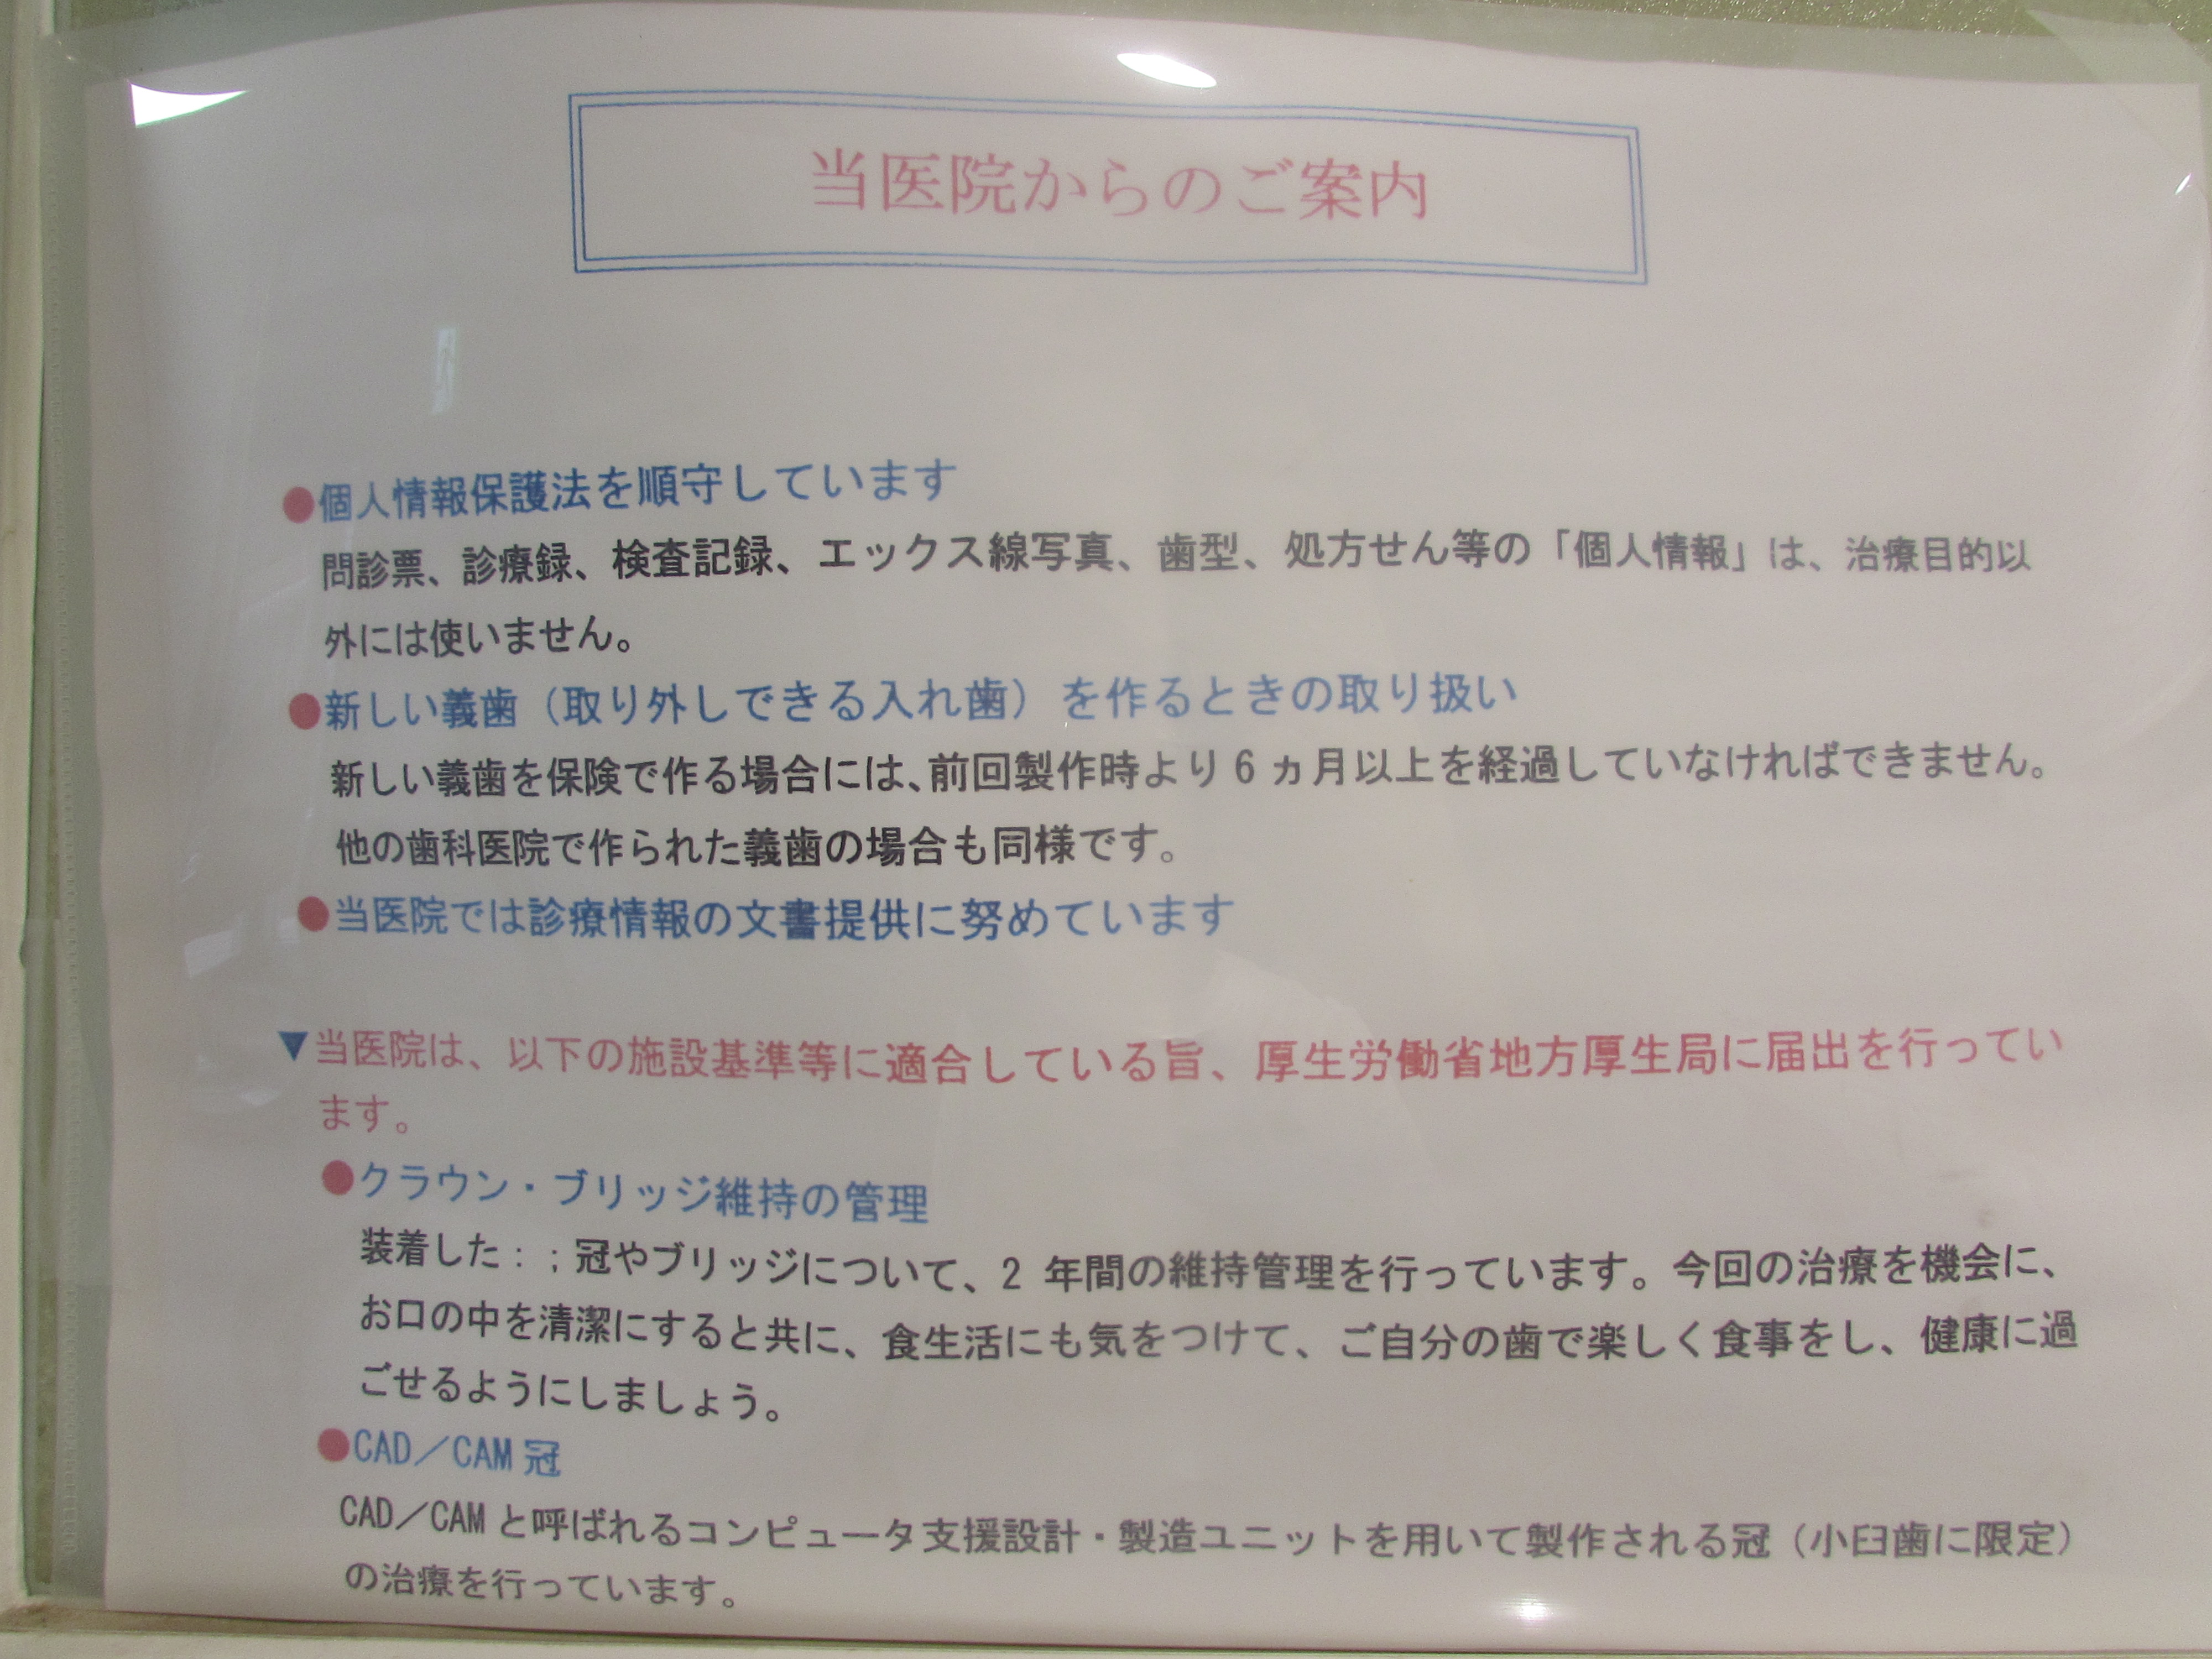 当医院からのご案内
●個人情報保護法を順守しています
問診票、診療録、検査記録、エックス線写真、歯型、処方せん等の「個人情報」は、治療目的以
外には使いません。
●新しい義歯（取り外しできる入れ歯）を作るときの取り扱い
新しい義歯を保険で作る場合には、前回製作時より 6 ヵ月以上を経過していなければできません。
他の歯科医院で作られた義歯の場合も同様です。
●当医院では診療情報の文書提供に努めています
▼当医院は、以下の施設基準等に適合している旨、厚生労働省地方厚生局に届出を行ってい
ます。
●クラウン・ブリッジ維持の管理
装着した：；冠やブリッジについて、2 年間の維持管理を行っています。今回の治療を機会に、
お口の中を清潔にすると共に、食生活にも気をつけて、ご自分の歯で楽しく食事をし、健康に過
ごせるようにしましょう。
●CAD／CAM 冠
CAD／CAM と呼ばれるコンピュータ支援設計・製造ユニットを用いて製作される冠（小臼歯に限定）
の治療を行っています。